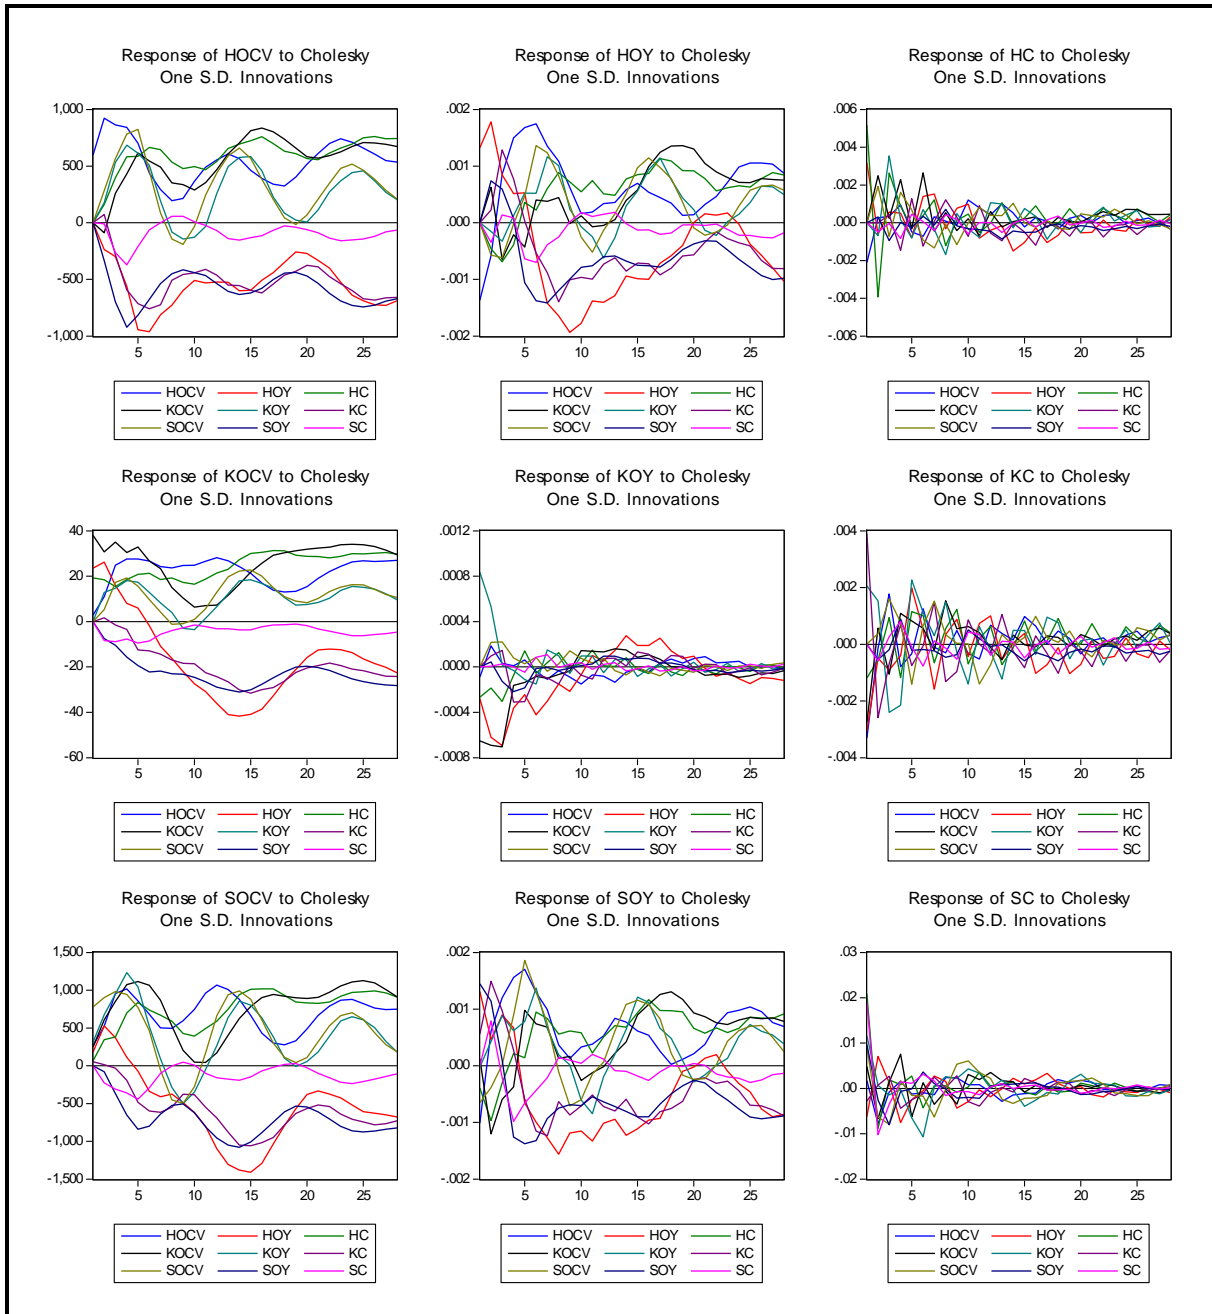 Response of HOCV to Cholesky
One S.D. Innovations
1,000
500
0
-500
-1,000
5 10 15 20 25
HOCV HOY HC
KOCV KOY KC
SOCV SOY SC
Response of HOY to Cholesky
One S.D. Innovations
.002
.001
.000
-.001
-.002
5 10 15 20 25
HOCV HOY HC
KOCV KOY KC
SOCV SOY SC
Response of HC to Cholesky
One S.D. Innovations
.006
.004
.002
.000
-.002
-.004
-.006
5 10 15 20 25
HOCV HOY HC
KOCV KOY KC
SOCV SOY SC
Response of KOCV to Cholesky
One S.D. Innovations
40
20
0
-20
-40
-60
5 10 15 20 25
HOCV HOY HC
KOCV KOY KC
SOCV SOY SC
Response of KOY to Cholesky
One S.D. Innovations
.0012
.0008
.0004
.0000
-.0004
-.0008
5 10 15 20 25
HOCV HOY HC
KOCV KOY KC
SOCV SOY SC
Response of KC to Cholesky
One S.D. Innovations
.004
.002
.000
-.002
-.004
5 10 15 20 25
HOCV HOY HC
KOCV KOY KC
SOCV SOY SC
Response of SOCV to Cholesky
One S.D. Innovations
1,500
1,000
500
0
-500
-1,000
-1,500
5 10 15 20 25
HOCV HOY HC
KOCV KOY KC
SOCV SOY SC
Response of SOY to Cholesky
One S.D. Innovations
.002
.001
.000
-.001
-.002
5 10 15 20 25
HOCV HOY HC
KOCV KOY KC
SOCV SOY SC
Response of SC to Cholesky
One S.D. Innovations
.03
.02
.01
.00
-.01
-.02
5 10 15 20 25
HOCV HOY HC
KOCV KOY KC
SOCV SOY SC